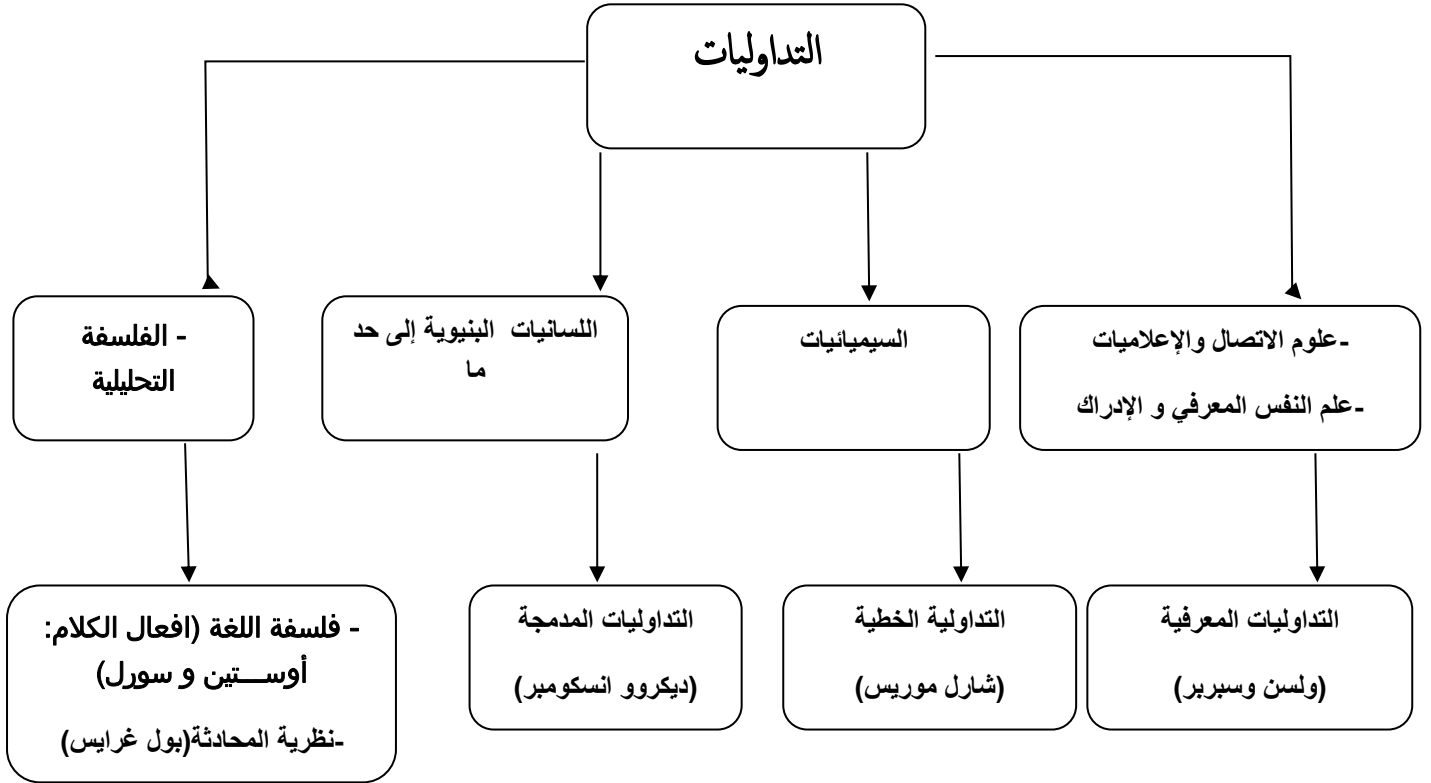 التداوليات
-علوم الاتصال والإعلاميات
-علم النفس المعرفي و الإدراك
السيميائيات
اللسانيات البنيوية إلى حد
ما
- الفلسفة
التحليلية
التداوليات المعرفية
(ولسن وسبربر)
التداولية الخطية
(شارل موريس)
التداوليات المدمجة
(ديكروو انسكومبر)
- فلسفة اللغة (افعال الكلام:
أوســـتين و سورل)
-نظرية المحادثة(بول غرايس)